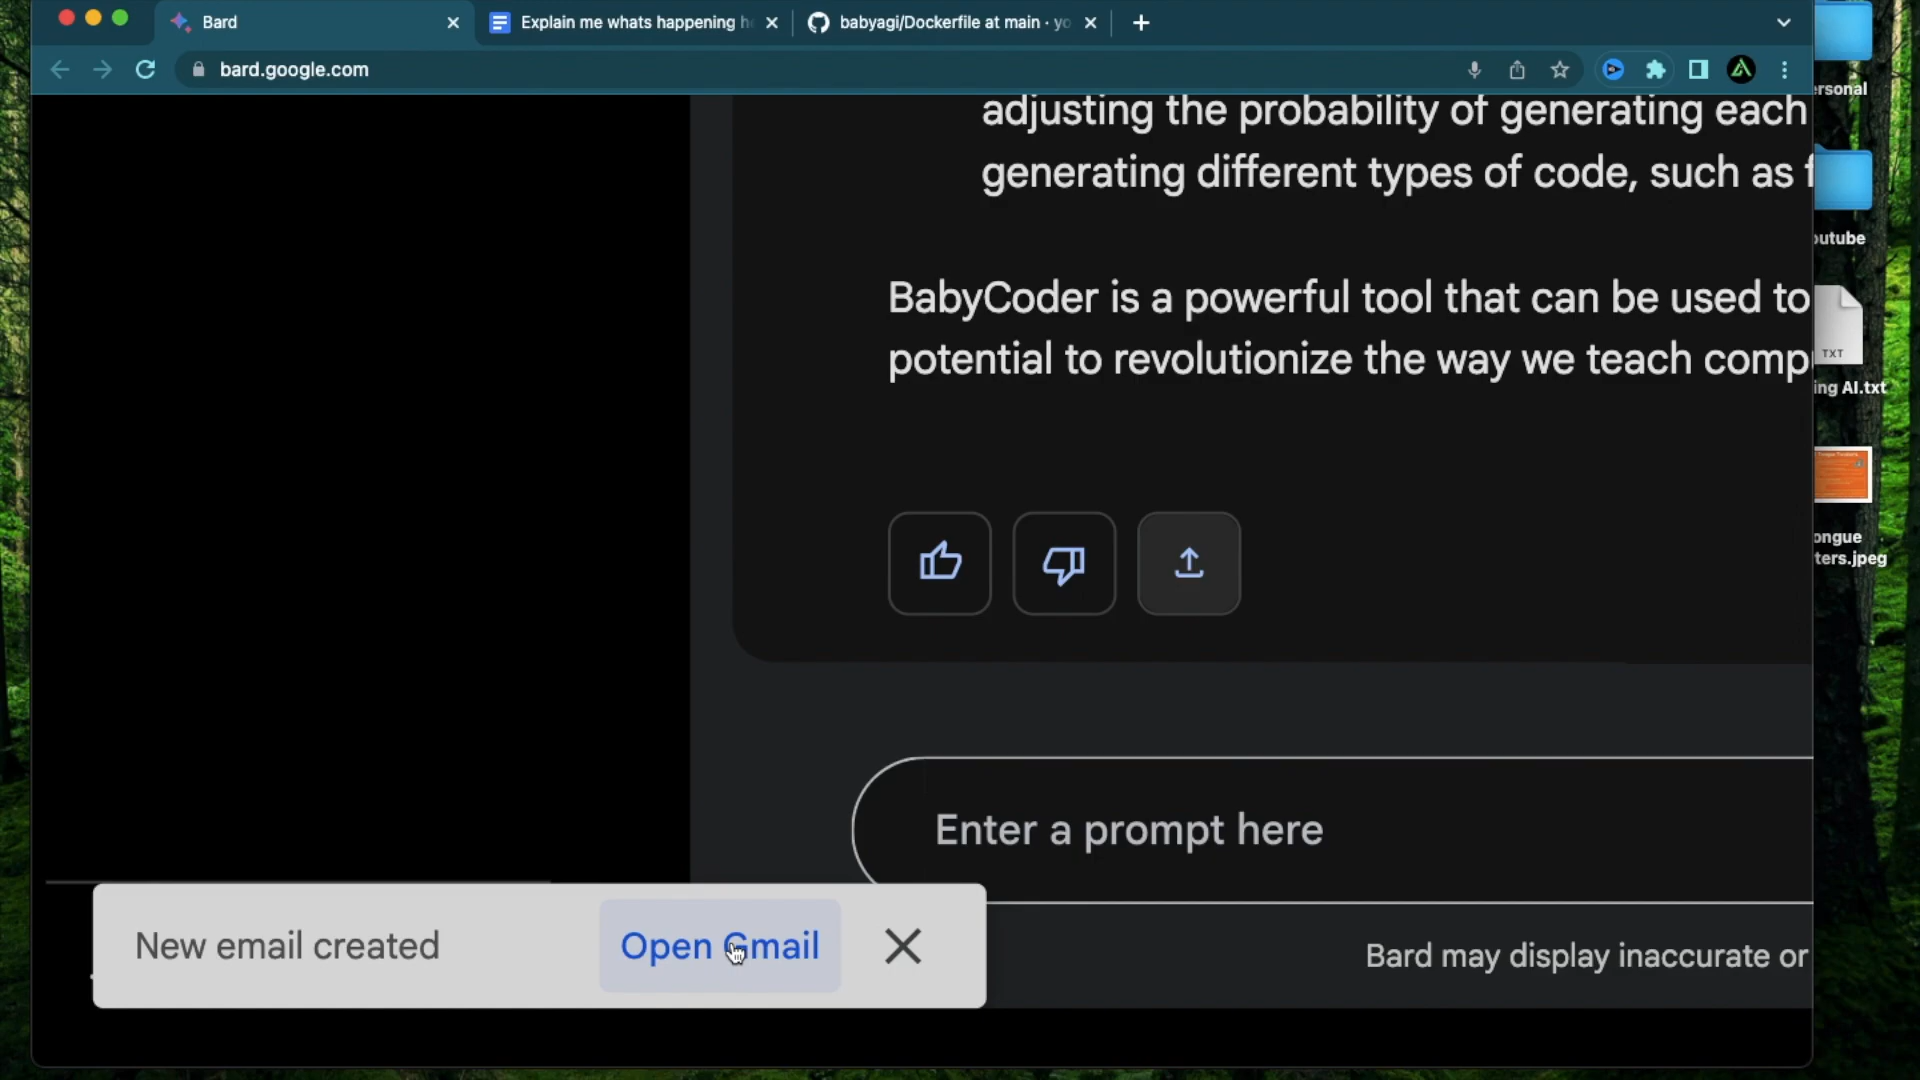 Bard
Explain me whats happening h
babyagi/Dockerfile at main · yo
bard.google.com
ersonal
adjusting the probability of generating each
generating different types of code, such as f
outube
BabyCoder is a powerful tool that can be used to
potential to revolutionize the way we teach comp
TXT
ing AI.txt
ongue
ters.jpeg
Enter a prompt here
New email created
Open Gmail
Bard may display inaccurate or